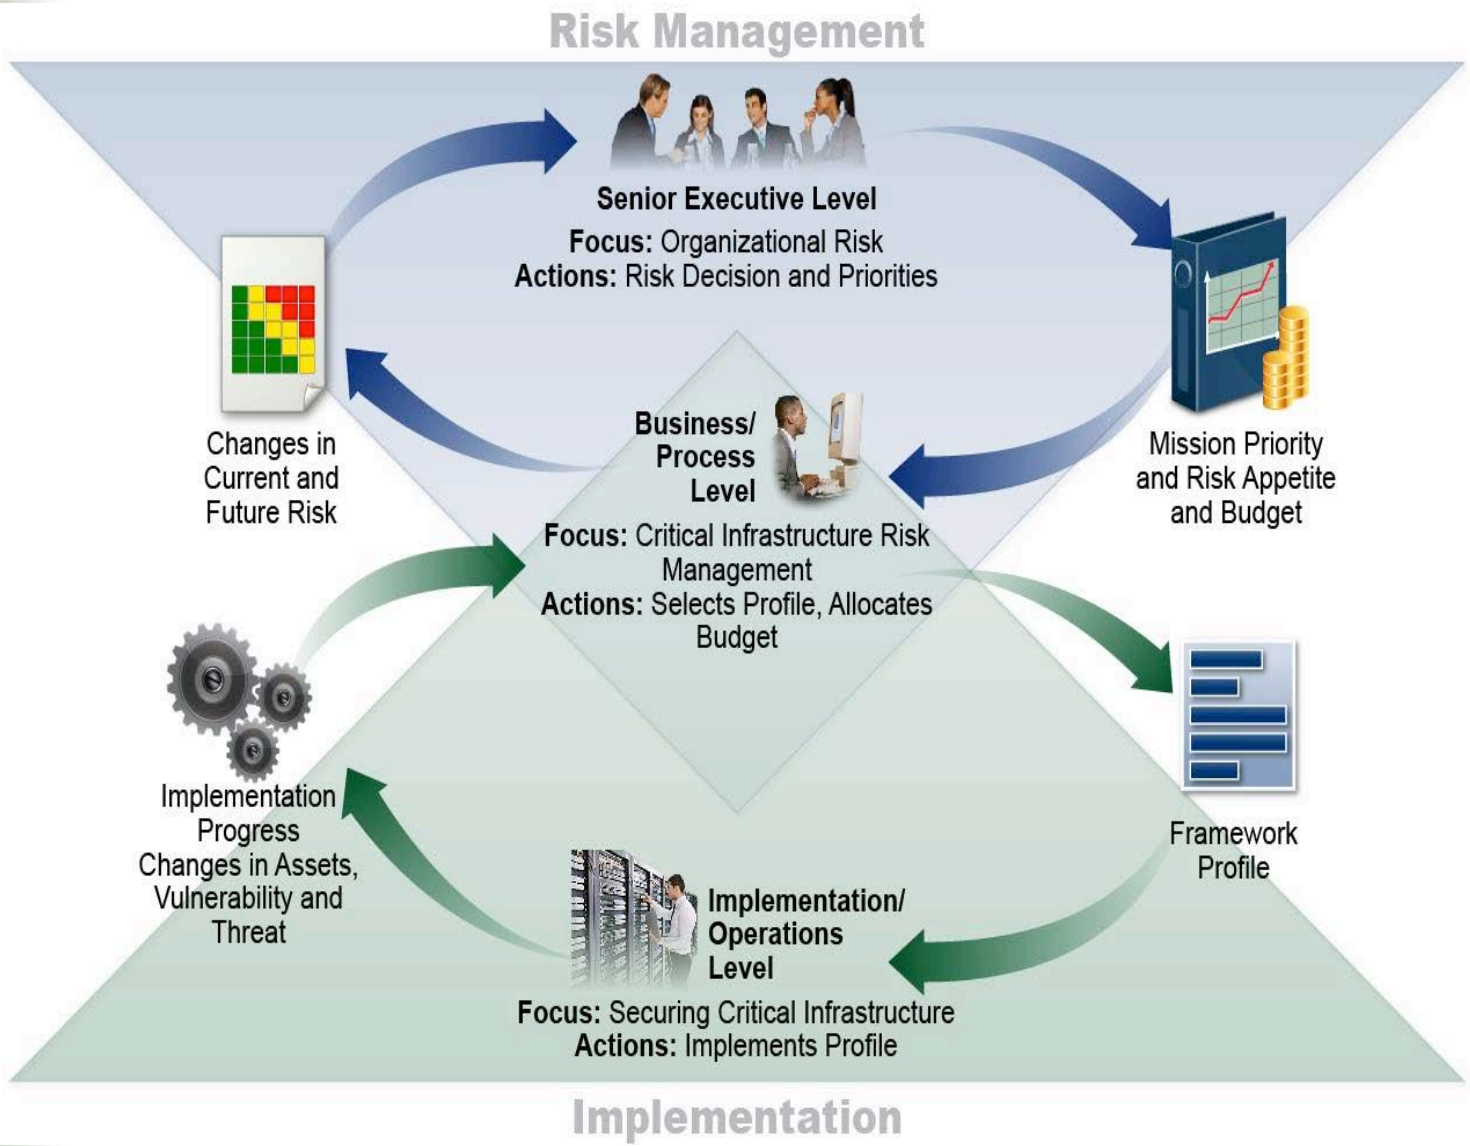 Risk Management
Senior Executive Level
Focus: Organizational Risk
Actions: Risk Decision and Priorities
Changes in
Current and
Future Risk
Mission Priority
and Risk Appetite
and Budget
Business/
Process
Level
Focus: Critical Infrastructure Risk
Management
Actions: Selects Profile, Allocates
Budget
Implementation
Progress
Changes in Assets,
Vulnerability and
Threat
Framework
Profile
Implementation/
Operations
Level
Focus: Securing Critical Infrastructure
Actions: Implements Profile
Implementation